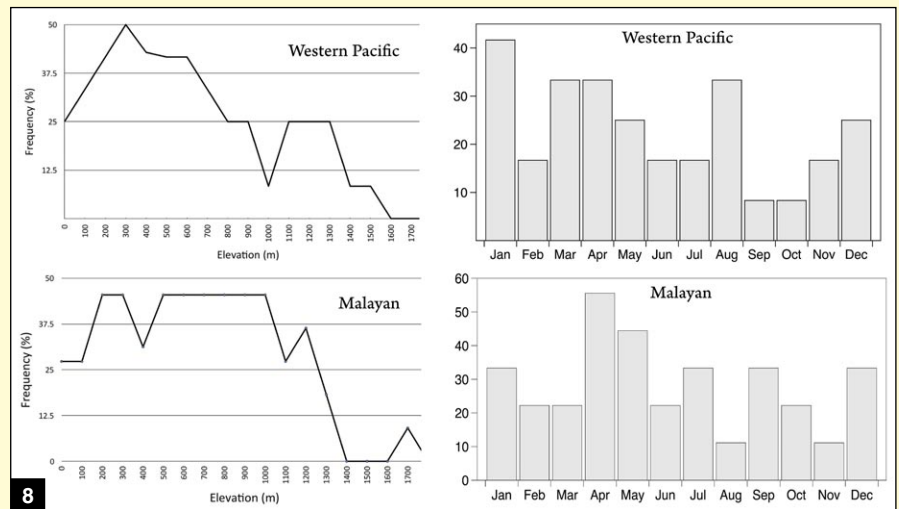 Western Pacific
Frequency (%)
50
37.5
25
12.5
0 100 200 300 400 500 600 700 800 900 1000 1100 1200 1300 1400 1500 1600 1700
Elevation (m)
Western Pacific
40
30
20
10
Jan Feb Mar Apr May Jun Jul Aug Sep Oct Nov Dec
Malayan
Frequency (%)
50
37.5
25
12.5
0
0 100 200 300 400 500 600 700 800 900 1000 1100 1200 1300 1400 1500 1600 1700
Elevation (m)
Malayan
60
50
40
30
20
10
0
Jan Feb Mar Apr May Jun Jul Aug Sep Oct Nov Dec
8